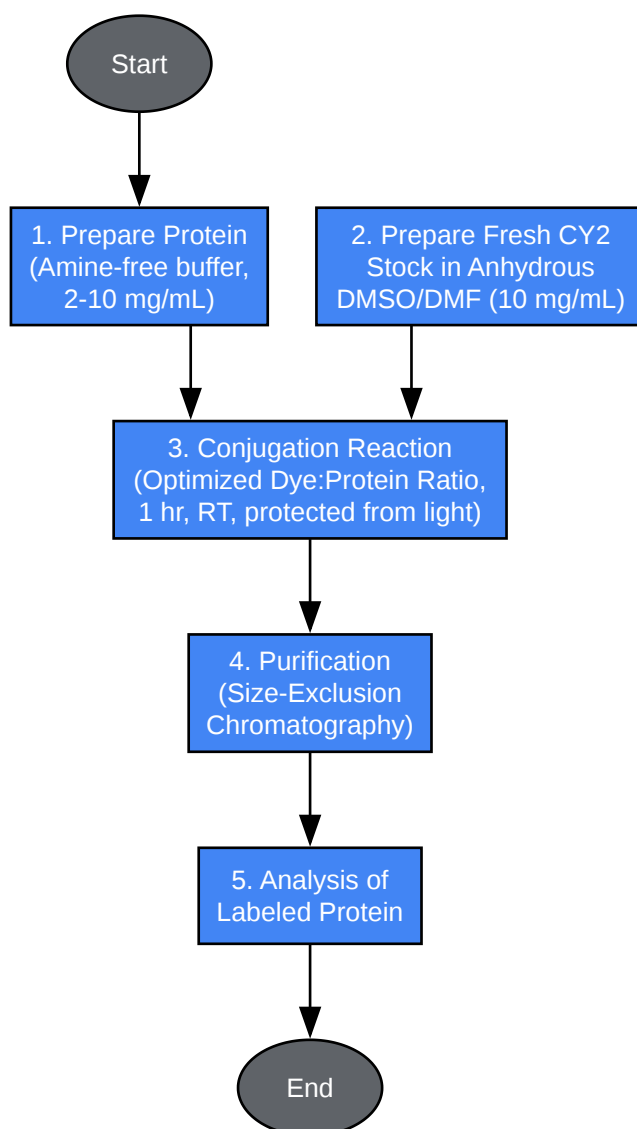 Start
1. Prepare Protein
(Amine-free buffer,
2-10 mg/mL)
2. Prepare Fresh CY2
Stock in Anhydrous
DMSO/DMF (10 mg/mL)
3. Conjugation Reaction
(Optimized Dye:Protein Ratio,
1 hr, RT, protected from light)
4. Purification
(Size-Exclusion
Chromatography)
5. Analysis of
Labeled Protein
End